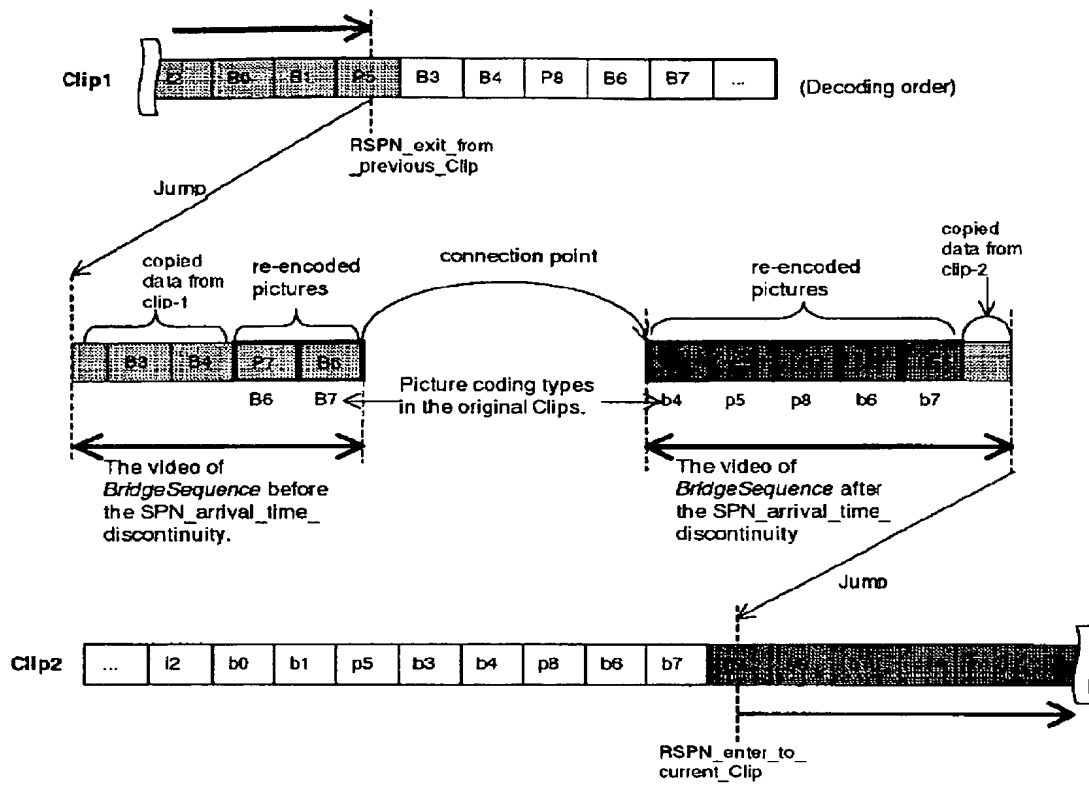 Clip1
B0 B1 P5 B3 B4 P8 B6 B7 ...
(Decoding order)
RSPN_exit_from
_previous_Clip
Jump
copied
data from
clip-1
re-encoded
pictures
connection point
re-encoded
pictures
copied
data from
clip-2
B3 B4 P7 B6
B6 B7
Picture coding types
in the original Clips.
b4 p5 p8 b6 b7
The video of
BridgeSequence before
the SPN_arrival_time_
discontinuity.
The video of
BridgeSequence after
the SPN_arrival_time_
discontinuity
Jump
Clip2
... i2 b0 b1 p5 b3 b4 p8 b6 b7
RSPN_enter_to_
current_Clip